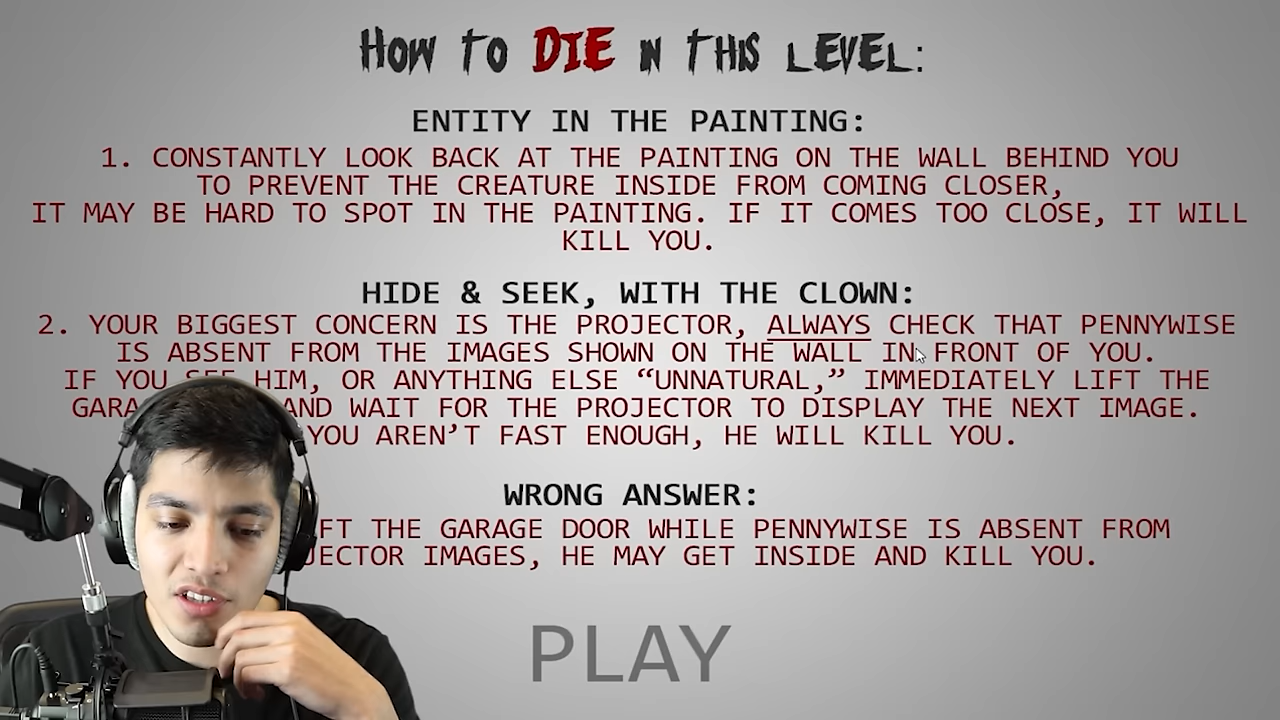 HOW TO DIE IN THIS LEVEL:
ENTITY IN THE PAINTING:
1. CONSTANTLY LOOK BACK AT THE PAINTING ON THE WALL BEHIND YOU
TO PREVENT THE CREATURE INSIDE FROM COMING CLOSER,
IT MAY BE HARD TO SPOT IN THE PAINTING. IF IT COMES TOO CLOSE, IT WILL
KILL YOU.
HIDE & SEEK, WITH THE CLOWN:
2. YOUR BIGGEST CONCERN IS THE PROJECTOR, ALWAYS CHECK THAT PENNYWISE
IS ABSENT FROM THE IMAGES SHOWN ON THE WALL IN FRONT OF YOU.
IF YOU SEE HIM, OR ANYTHING ELSE “UNNATURAL,” IMMEDIATELY LIFT THE
AND WAIT FOR THE PROJECTOR TO DISPLAY THE NEXT IMAGE.
YOU AREN’T FAST ENOUGH, HE WILL KILL YOU.
WRONG ANSWER:
THE GARAGE DOOR WHILE PENNYWISE IS ABSENT FROM
IMAGES, HE MAY GET INSIDE AND KILL YOU.
PLAY